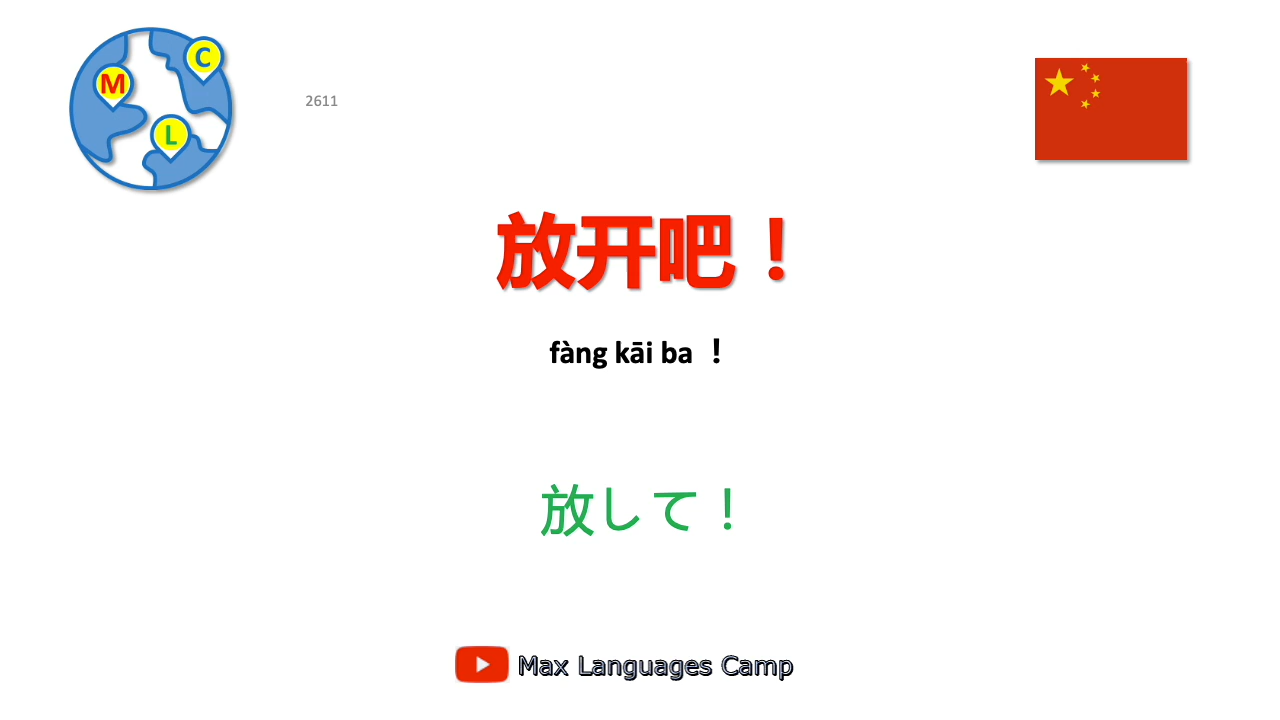 M
C
L
2611
放开吧！
fàng kāi ba ！
放して！
Max Languages Camp